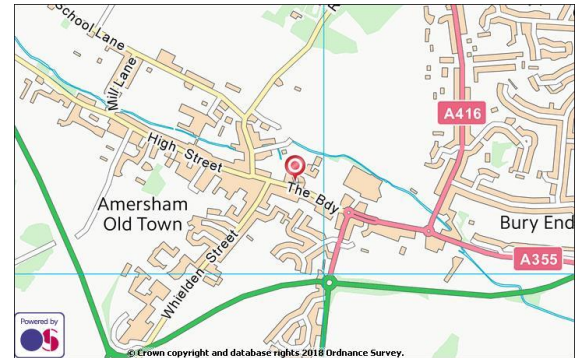 School Lane
Mill Lane
A416
High Street
The Bdy
Amersham
Old Town
Bury End
Whielden Street
A355
Powered by
OS
© Crown copyright and database rights 2018 Ordnance Survey.